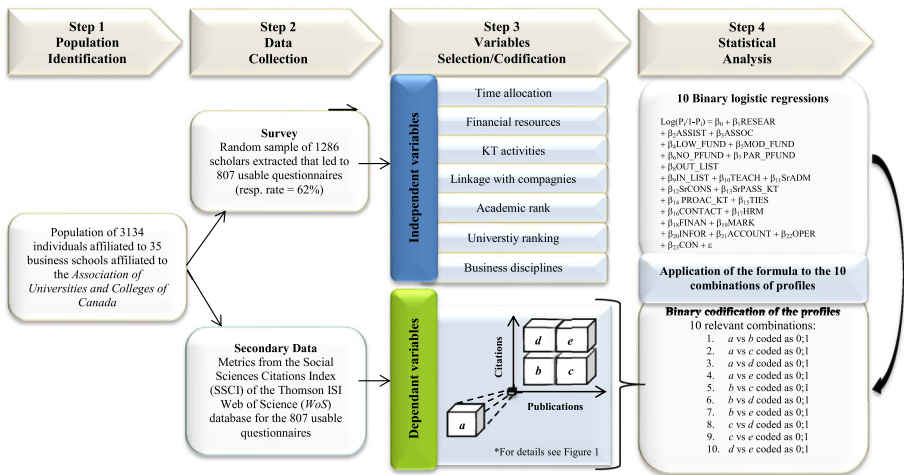 Step 1
Population
Identification
Step 2
Data
Collection
Step 3
Variables
Selection/Codification
Step 4
Statistical
Analysis
Population of 3134
individuals affiliated to 35
business schools affiliated
to the Association of
Universities and Colleges of
Canada
Survey
Random sample of 1286
scholars extracted that led to
807 usable questionnaires
(resp. rate = 62%)
Secondary Data
Metrics from the Social
Sciences Citations Index
(SSCI) of the Thomson ISI
Web of Science (WoS)
database for the 807 usable
questionnaires
Independent variables
Time allocation
Financial resources
KT activities
Linkage with compagnies
Academic rank
Universtiy ranking
Business disciplines
Dependant variables
Citations
d
e
b
c
a
Publications
*For details see Figure 1
10 Binary logistic regressions
Log(Pᵢ/1-Pᵢ) = β₀ + β₁RESEAR
+ β₂ASSIST + β₃ASSOC
+ β₄LOW_FUND + β₅MOD_FUND
+ β₆NO_PFUND + β₇ PAR_PFUND
+ β₈OUT_LIST
+ β₉IN_LIST + β₁₀TEACH + β₁₁SrADM
+ β₁₂SrCONS + β₁₃SrPASS_KT
+ β₁₄ PROAC_KT + β₁₅TIES
+ β₁₆CONTACT + β₁₇HRM
+ β₁₈FINAN + β₁₉MARK
+ β₂₀INFOR + β₂₁ACCOUNT + β₂₂OPER
+ β₂₃CON + ε
Application of the formula to the 10
combinations of profiles
Binary codification of the profiles
10 relevant combinations:
1. a vs b coded as 0;1
2. a vs c coded as 0;1
3. a vs d coded as 0;1
4. a vs e coded as 0;1
5. b vs c coded as 0;1
6. b vs d coded as 0;1
7. b vs e coded as 0;1
8. c vs d coded as 0;1
9. c vs e coded as 0;1
10. d vs e coded as 0;1